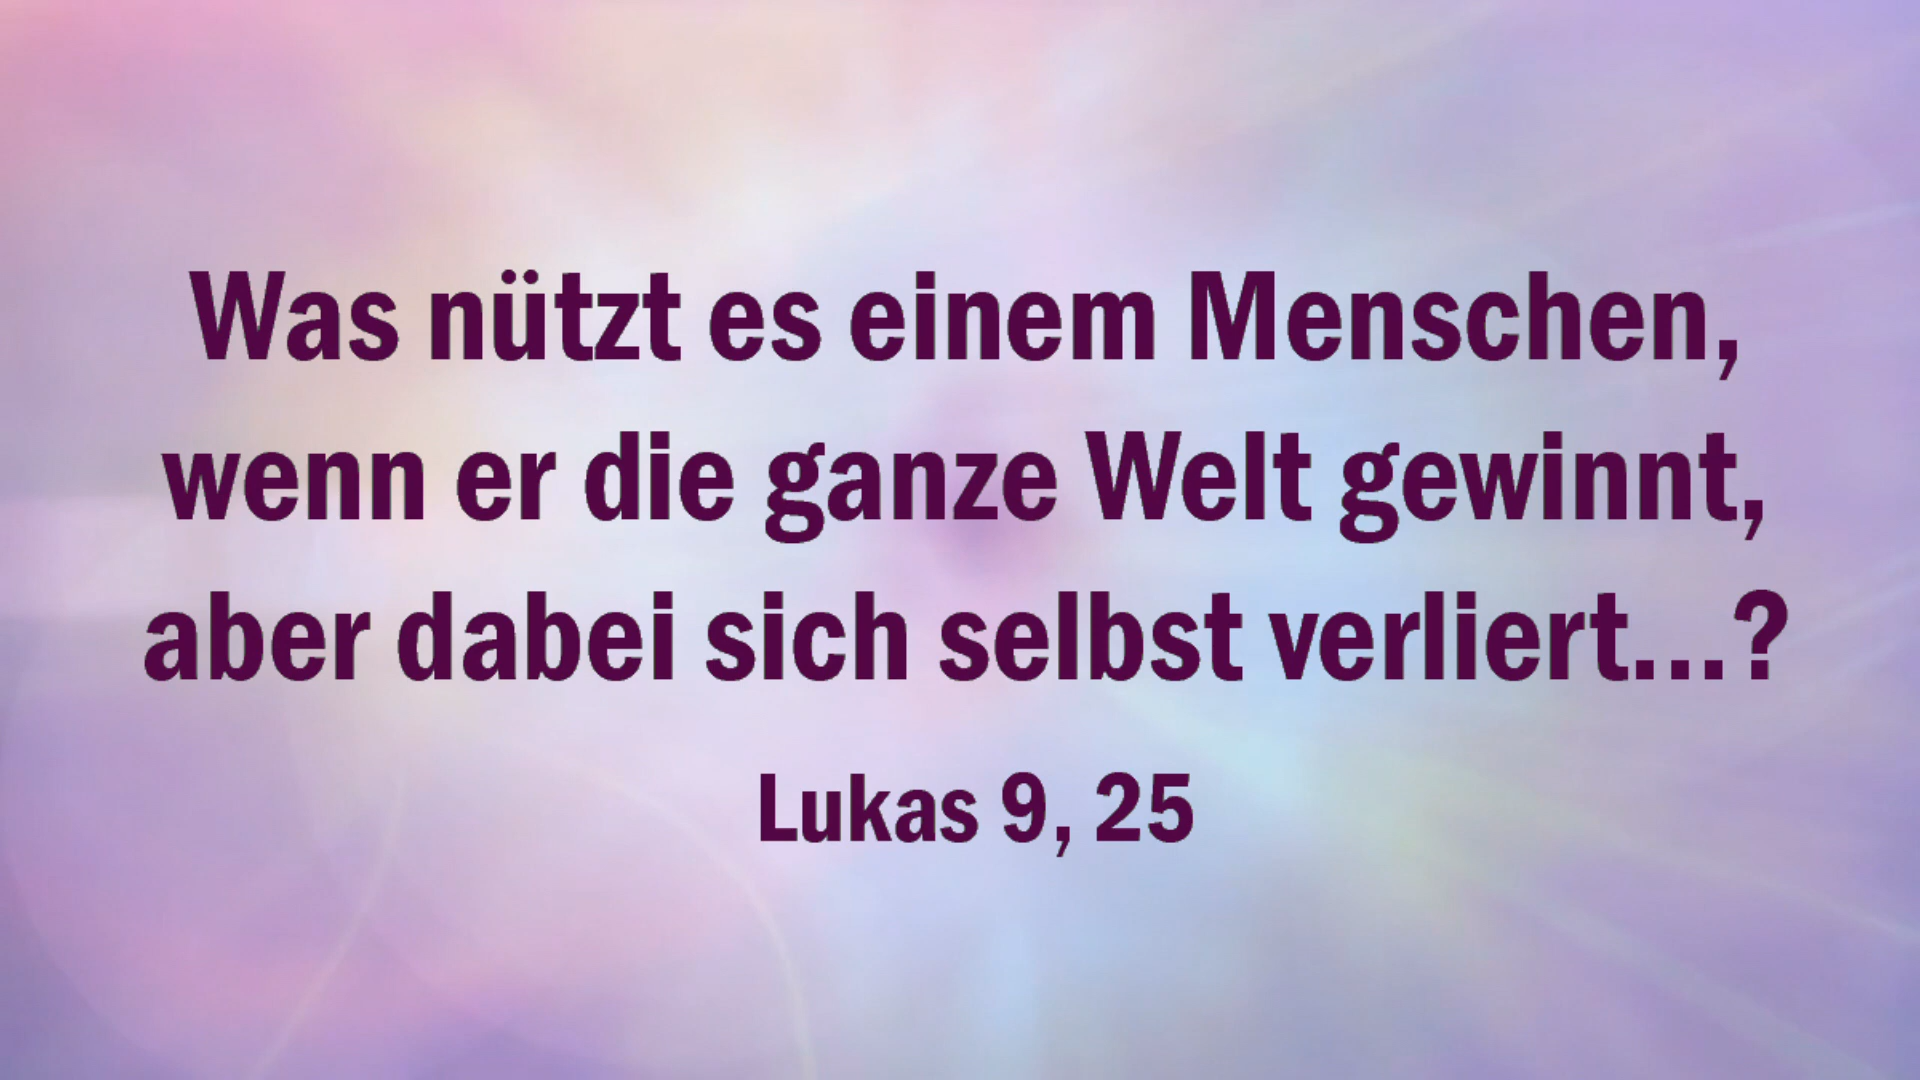 Was nützt es einem Menschen,
wenn er die ganze Welt gewinnt,
aber dabei sich selbst verliert...?
Lukas 9, 25